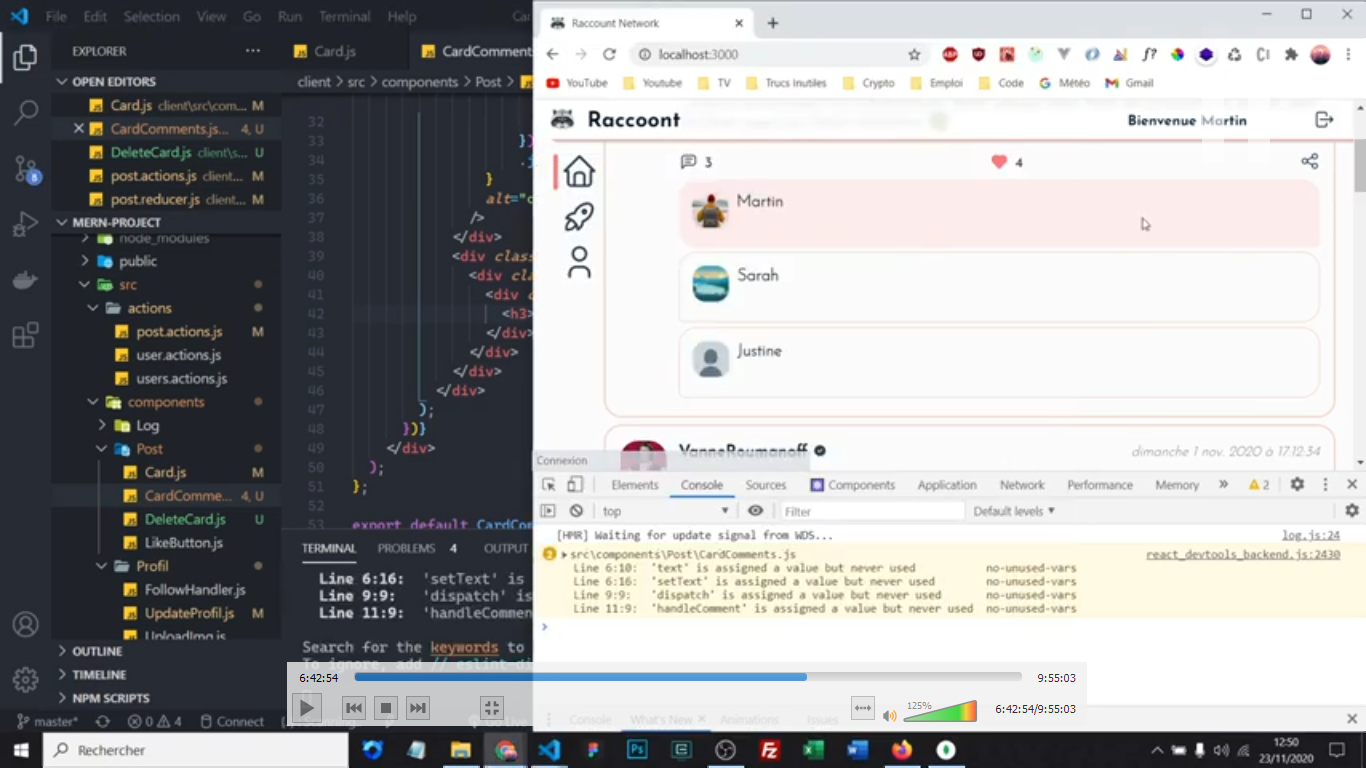 File Edit Selection View Go Run Terminal Help
EXPLORER
OPEN EDITORS
Card.js client\src\com... M
CardComments.js... 4, U
DeleteCard.js client\s... U
post.actions.js client... M
post.reducer.js client... M
MERN-PROJECT
node_modules
public
src
actions
post.actions.js M
user.actions.js
users.actions.js
components
Log
Post
Card.js M
CardComme... 4, U
DeleteCard.js U
LikeButton.js
Profil
FollowHandler.js
UpdateProfil.js M
UploadImg.js
OUTLINE
TIMELINE
NPM SCRIPTS
master* 0 4 Connect
Card.js CardComment
client > src > components > Post >
32
33 })
34 .
35 }
36 alt="c
37 />
38 </div>
39 <div clas
40 <div cla
41 <div c
42 <h3>
43 </div>
44 </div>
45 </div>
46 </div>
47 );
48 })}
49 </div>
50 );
51 };
52
53 export default CardCom
TERMINAL PROBLEMS 4 OUTPUT
Line 6:16: 'setText' is
Line 9:9: 'dispatch' is
Line 11:9: 'handleCommen
Search for the keywords to
To ignore, add // eslint-di
Raccount Network
localhost:3000
YouTube Youtube TV Trucs Inutiles Crypto Emploi Code Météo Gmail
Raccoont Bienvenue Martin
3 4
Martin
Sarah
Justine
VanneRoumanoff dimanche 1 nov. 2020 à 17:12:34
Connexion
Elements Console Sources Components Application Network Performance Memory 2
top Filter Default levels
[HMR] Waiting for update signal from WDS... log.js:24
2 src\components\Post\CardComments.js react_devtools_backend.js:2430
Line 6:10: 'text' is assigned a value but never used no-unused-vars
Line 6:16: 'setText' is assigned a value but never used no-unused-vars
Line 9:9: 'dispatch' is assigned a value but never used no-unused-vars
Line 11:9: 'handleComment' is assigned a value but never used no-unused-vars
6:42:54 9:55:03
125% 6:42:54/9:55:03
Console What's New Animations Issues
Rechercher
12:50
23/11/2020